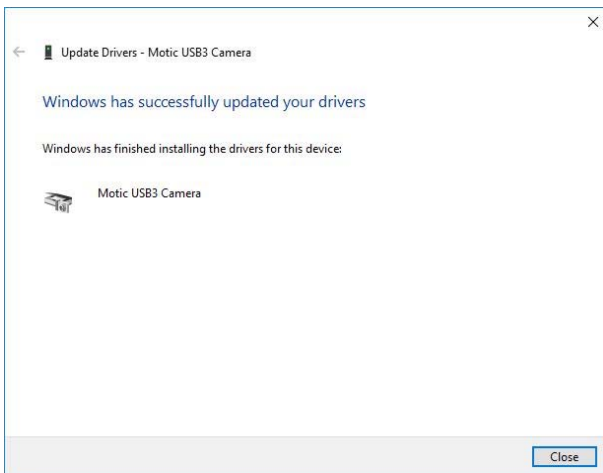 Update Drivers - Motic USB3 Camera
Windows has successfully updated your drivers
Windows has finished installing the drivers for this device:
Motic USB3 Camera
Close